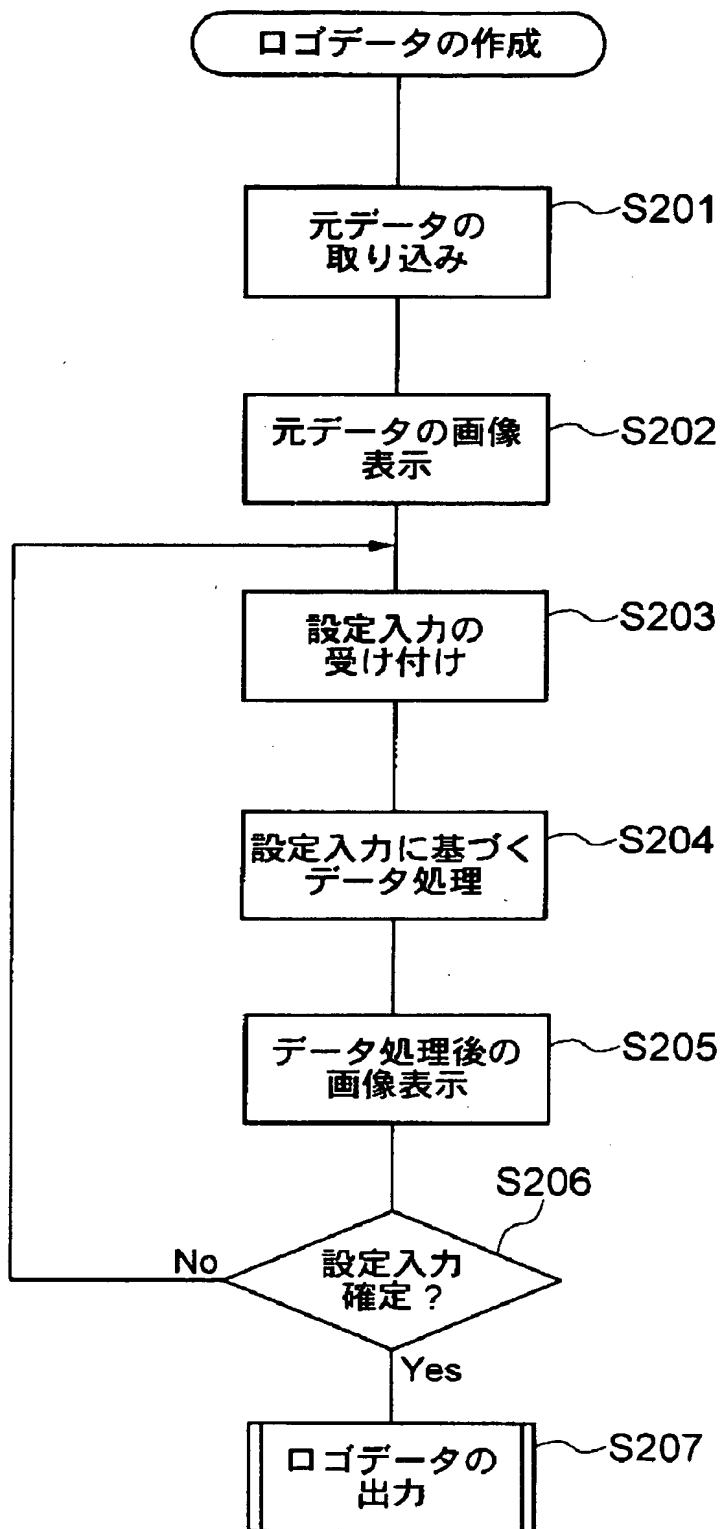 ロゴデータの作成
元データの
取り込み
S201
元データの画像
表示
S202
設定入力の
受け付け
S203
設定入力に基づく
データ処理
S204
データ処理後の
画像表示
S205
S206
設定入力
確定？
No
Yes
ロゴデータの
出力
S207